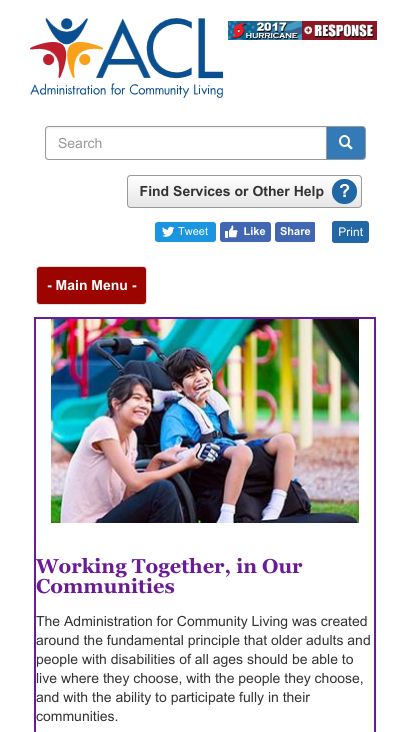 ACL
Administration for Community Living
2017
HURRICANE
RESPONSE
Search
Find Services or Other Help ?
Tweet Like Share Print
- Main Menu -
Working Together, in Our
Communities
The Administration for Community Living was created
around the fundamental principle that older adults and
people with disabilities of all ages should be able to
live where they choose, with the people they choose,
and with the ability to participate fully in their
communities.